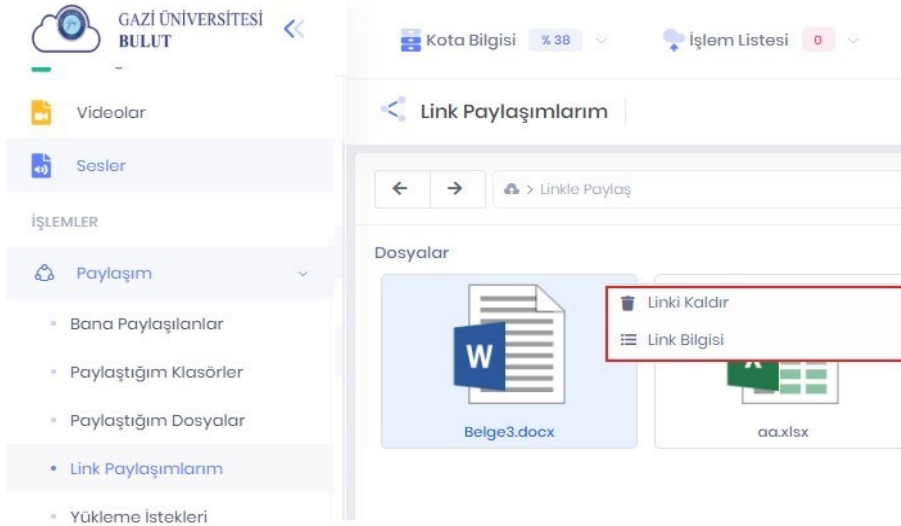 GAZİ ÜNİVERSİTESİ
BULUT
Kota Bilgisi % 38
İşlem Listesi 0
Videolar
Sesler
İŞLEMLER
Paylaşım
Bana Paylaşılanlar
Paylaştığım Klasörler
Paylaştığım Dosyalar
Link Paylaşımlarım
Yükleme İstekleri
Link Paylaşımlarım
> Linkle Paylaş
Dosyalar
W
Belge3.docx
Linki Kaldır
Link Bilgisi
X
aa.xlsx